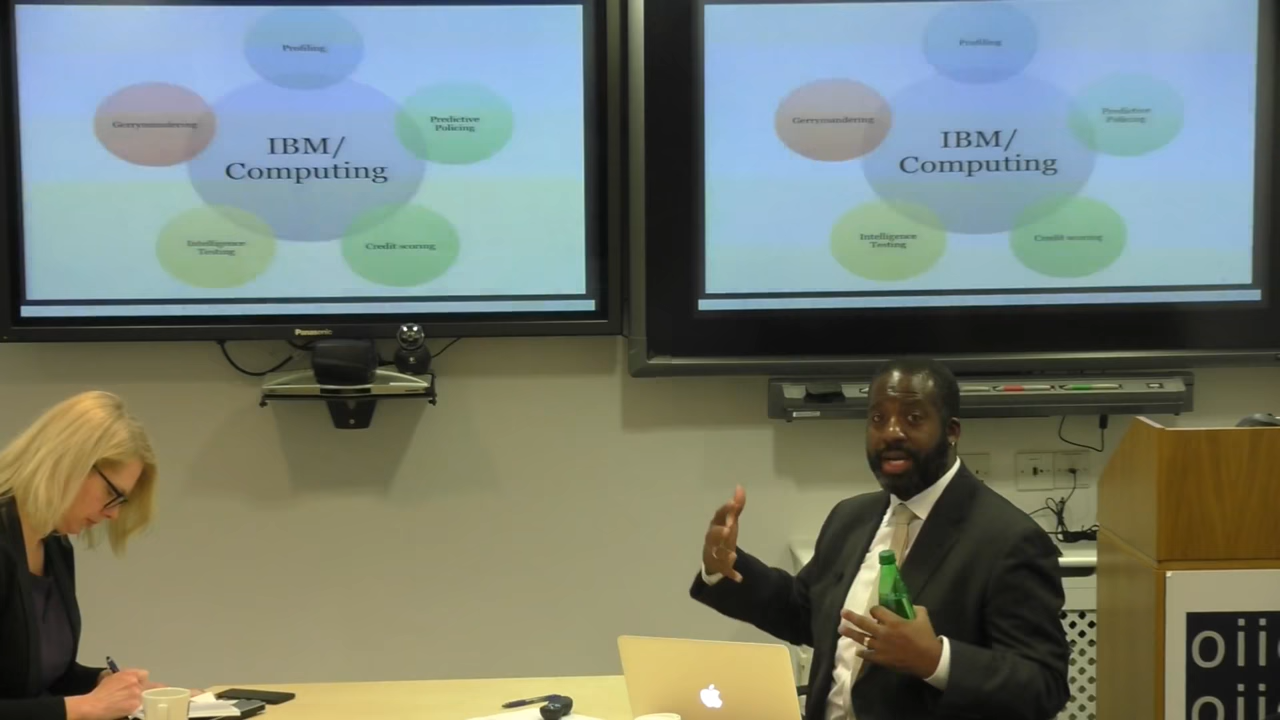 Profiling
Gerrymandering
Predictive
Policing
IBM/
Computing
Intelligence
Testing
Credit scoring
Panasonic
Profiling
Gerrymandering
Predictive
Policing
IBM/
Computing
Intelligence
Testing
Credit scoring
oii
oii